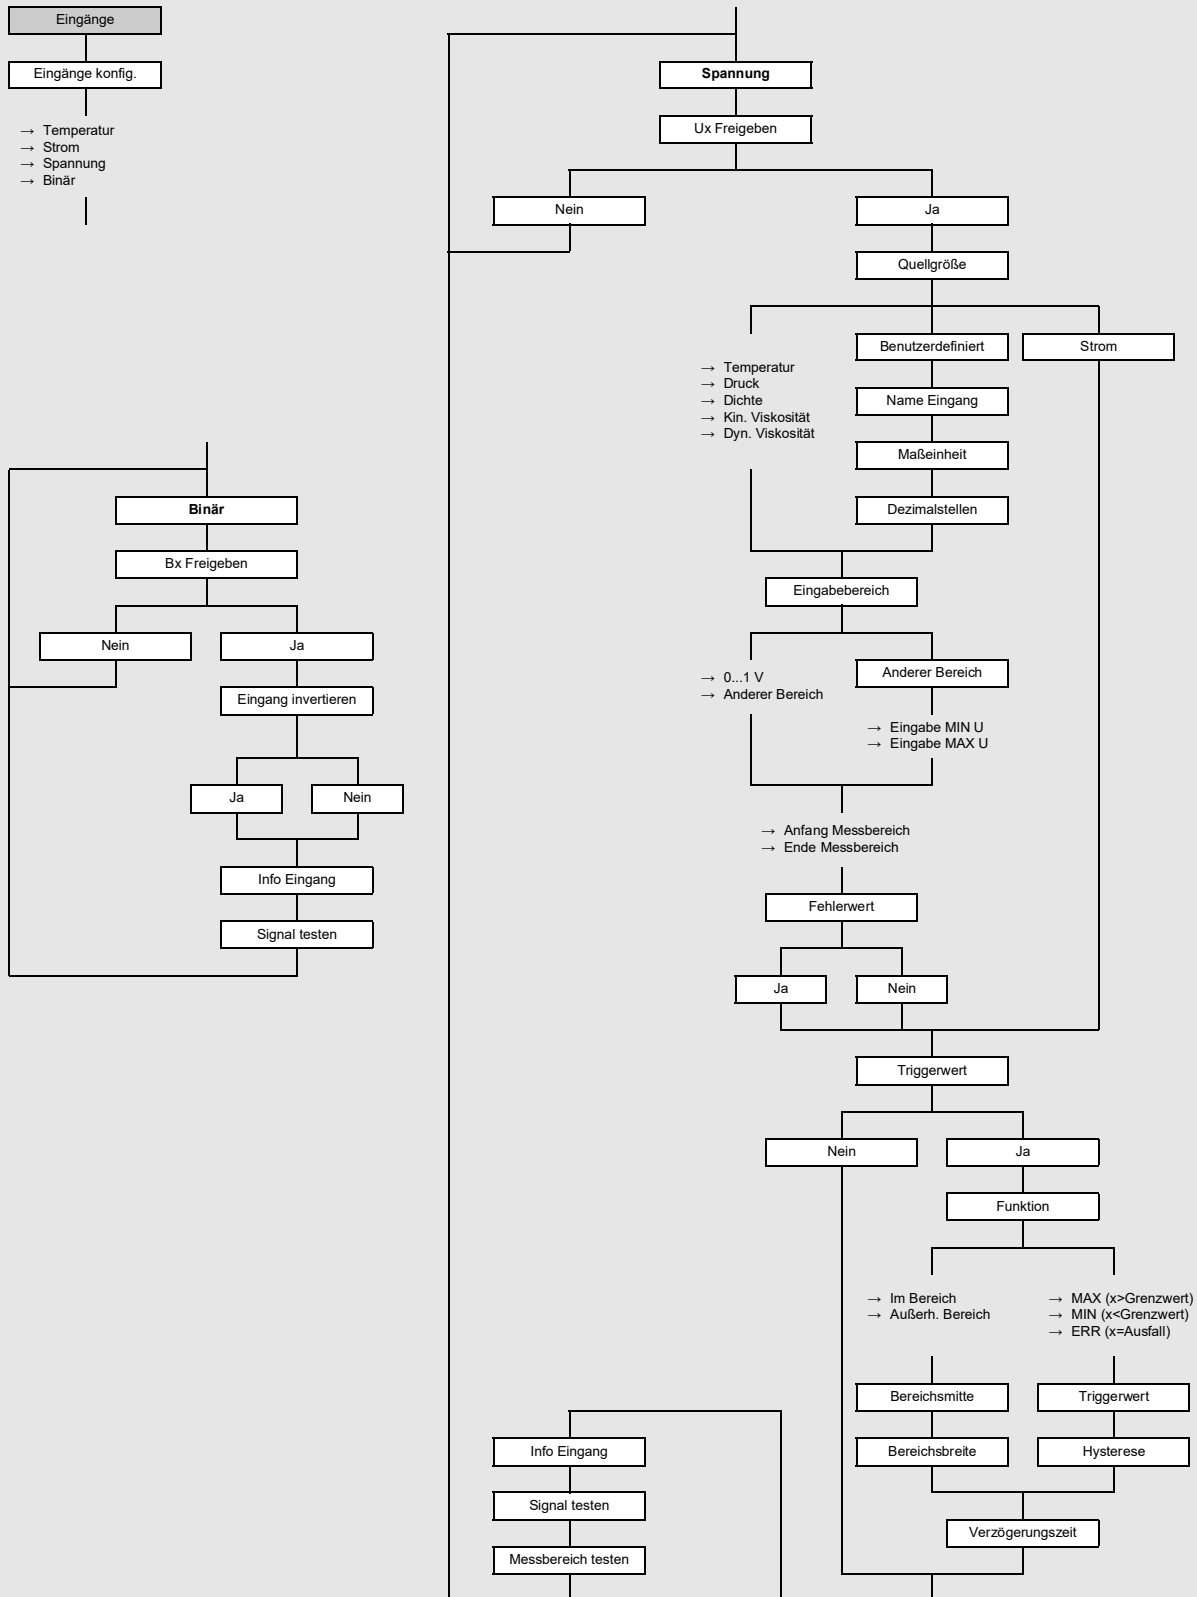 Eingänge
Eingänge konfig.
→ Temperatur
→ Strom
→ Spannung
→ Binär
Binär
Bx Freigeben
Nein
Ja
Eingang invertieren
Ja
Nein
Info Eingang
Signal testen
Spannung
Ux Freigeben
Nein
Ja
Quellgröße
→ Temperatur
→ Druck
→ Dichte
→ Kin. Viskosität
→ Dyn. Viskosität
Benutzerdefiniert
Strom
Name Eingang
Maßeinheit
Dezimalstellen
Eingabebereich
→ 0...1 V
→ Anderer Bereich
Anderer Bereich
→ Eingabe MIN U
→ Eingabe MAX U
→ Anfang Messbereich
→ Ende Messbereich
Fehlerwert
Ja
Nein
Triggerwert
Nein
Ja
Funktion
→ Im Bereich
→ Außerh. Bereich
→ MAX (x>Grenzwert)
→ MIN (x<Grenzwert)
→ ERR (x=Ausfall)
Bereichsmitte
Triggerwert
Bereichsbreite
Hysterese
Verzögerungszeit
Info Eingang
Signal testen
Messbereich testen